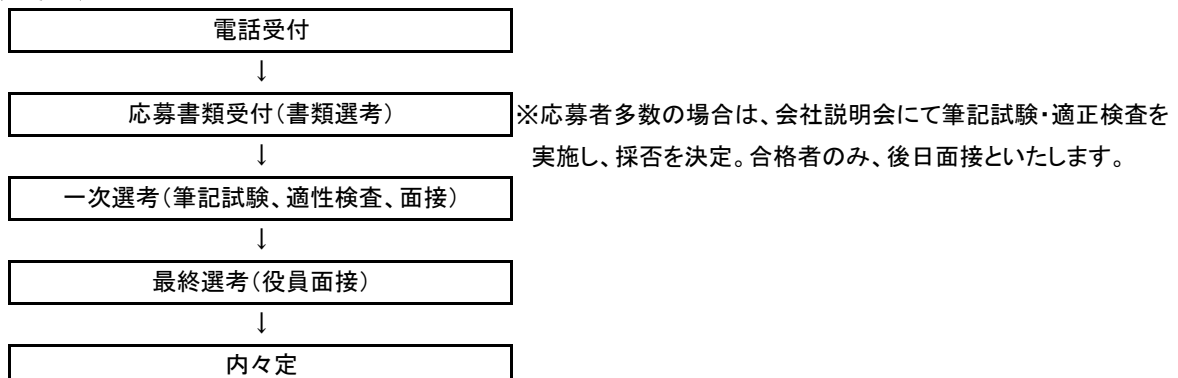 電話受付
↓
応募書類受付(書類選考)
※応募者多数の場合は、会社説明会にて筆記試験・適正検査を
↓
実施し、採否を決定。合格者のみ、後日面接といたします。
一次選考(筆記試験、適性検査、面接)
↓
最終選考(役員面接)
↓
内々定